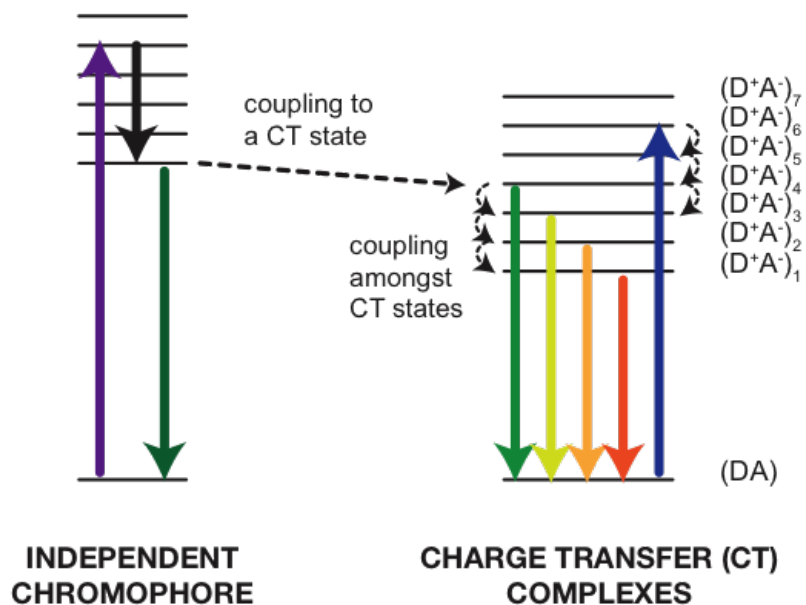 coupling to
a CT state
coupling
amongst
CT states
(D⁺A⁻)₇
(D⁺A⁻)₆
(D⁺A⁻)₅
(D⁺A⁻)₄
(D⁺A⁻)₃
(D⁺A⁻)₂
(D⁺A⁻)₁
(DA)
INDEPENDENT
CHROMOPHORE
CHARGE TRANSFER (CT)
COMPLEXES